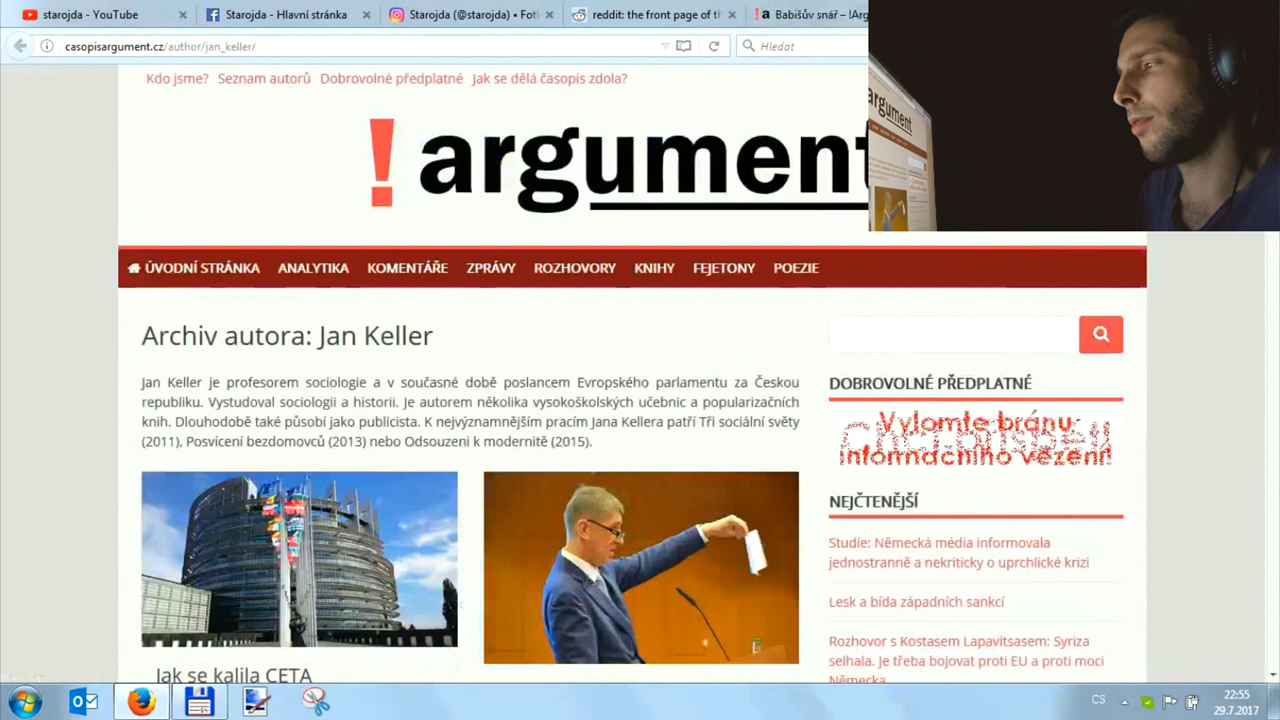 starojda - YouTube
Starojda - Hlavní stránka
Starojda (@starojda) • Fot
reddit: the front page of th
Babišův snář – !Arg
casopisargument.cz/author/jan_keller/
Hledat
Kdo jsme? Seznam autorů Dobrovolné předplatné Jak se dělá časopis zdola?
!argument
argument
ÚVODNÍ STRÁNKA ANALYTIKA KOMENTÁŘE ZPRÁVY ROZHOVORY KNIHY FEJETONY POEZIE
Archiv autora: Jan Keller
Jan Keller je profesorem sociologie a v současné době poslancem Evropského parlamentu za Českou
republiku. Vystudoval sociologii a historii. Je autorem několika vysokoškolských učebnic a popularizačních
knih. Dlouhodobě také působí jako publicista. K nejvýznamnějším pracím Jana Kellera patří Tři sociální světy
(2011), Posvícení bezdomovců (2013) nebo Odsouzeni k modernitě (2015).
Jak se kalila CETA
DOBROVOLNÉ PŘEDPLATNÉ
Vylomte bránu
informačního vězení!
NEJČTENĚJŠÍ
Studie: Německá média informovala
jednostranně a nekriticky o uprchlické krizi
Lesk a bída západních sankcí
Rozhovor s Kostasem Lapavitsasem: Syriza
selhala. Je třeba bojovat proti EU a proti moci
Německa
CS
22:55
29.7.2017